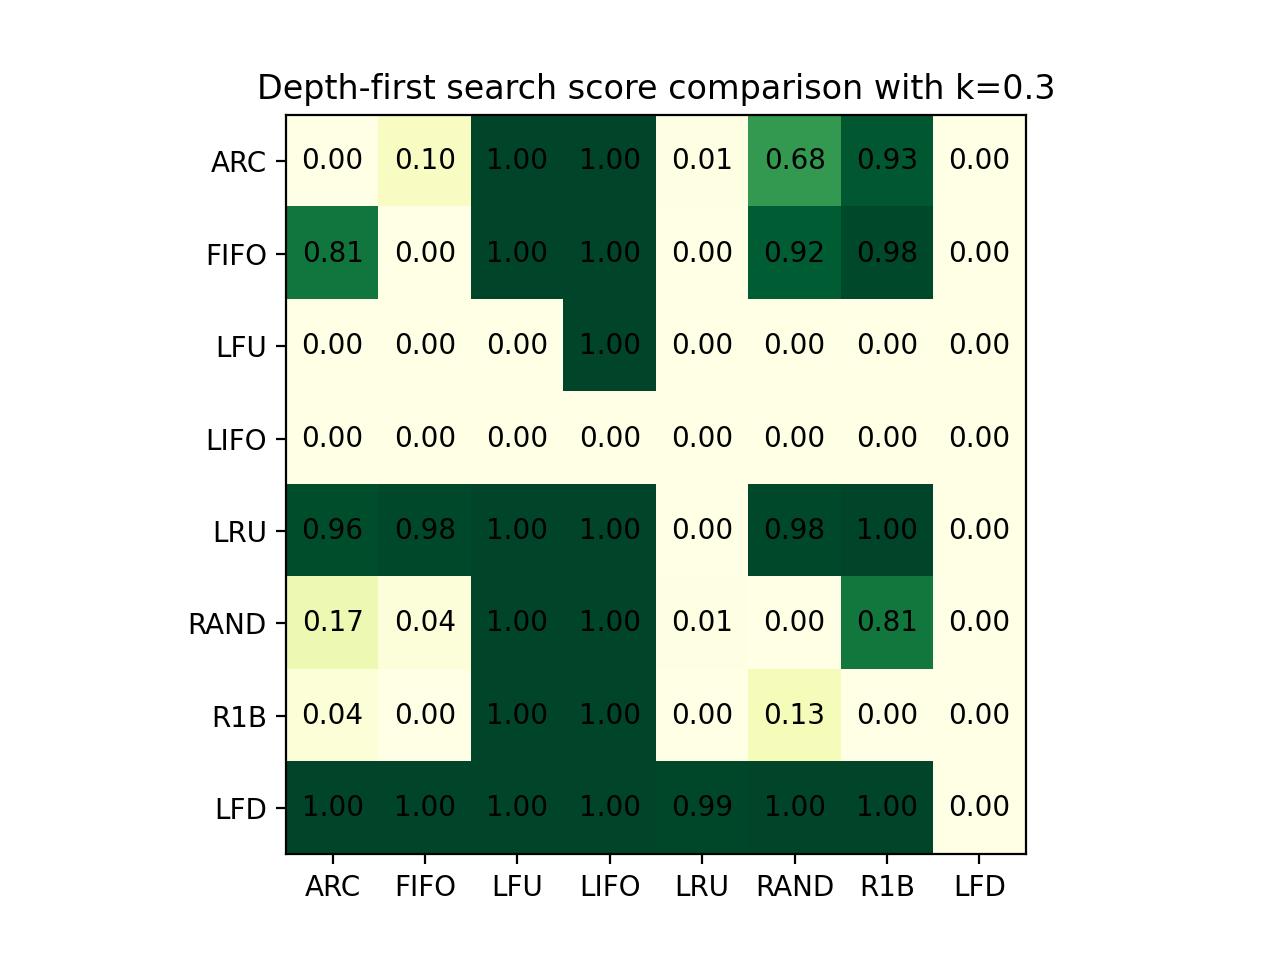 Depth-first search score comparison with k=0.3
ARC 0.00 0.10 1.00 1.00 0.01 0.68 0.93 0.00
FIFO 0.81 0.00 1.00 1.00 0.00 0.92 0.98 0.00
LFU 0.00 0.00 0.00 1.00 0.00 0.00 0.00 0.00
LIFO 0.00 0.00 0.00 0.00 0.00 0.00 0.00 0.00
LRU 0.96 0.98 1.00 1.00 0.00 0.98 1.00 0.00
RAND 0.17 0.04 1.00 1.00 0.01 0.00 0.81 0.00
R1B 0.04 0.00 1.00 1.00 0.00 0.13 0.00 0.00
LFD 1.00 1.00 1.00 1.00 0.99 1.00 1.00 0.00
ARC FIFO LFU LIFO LRU RAND R1B LFD